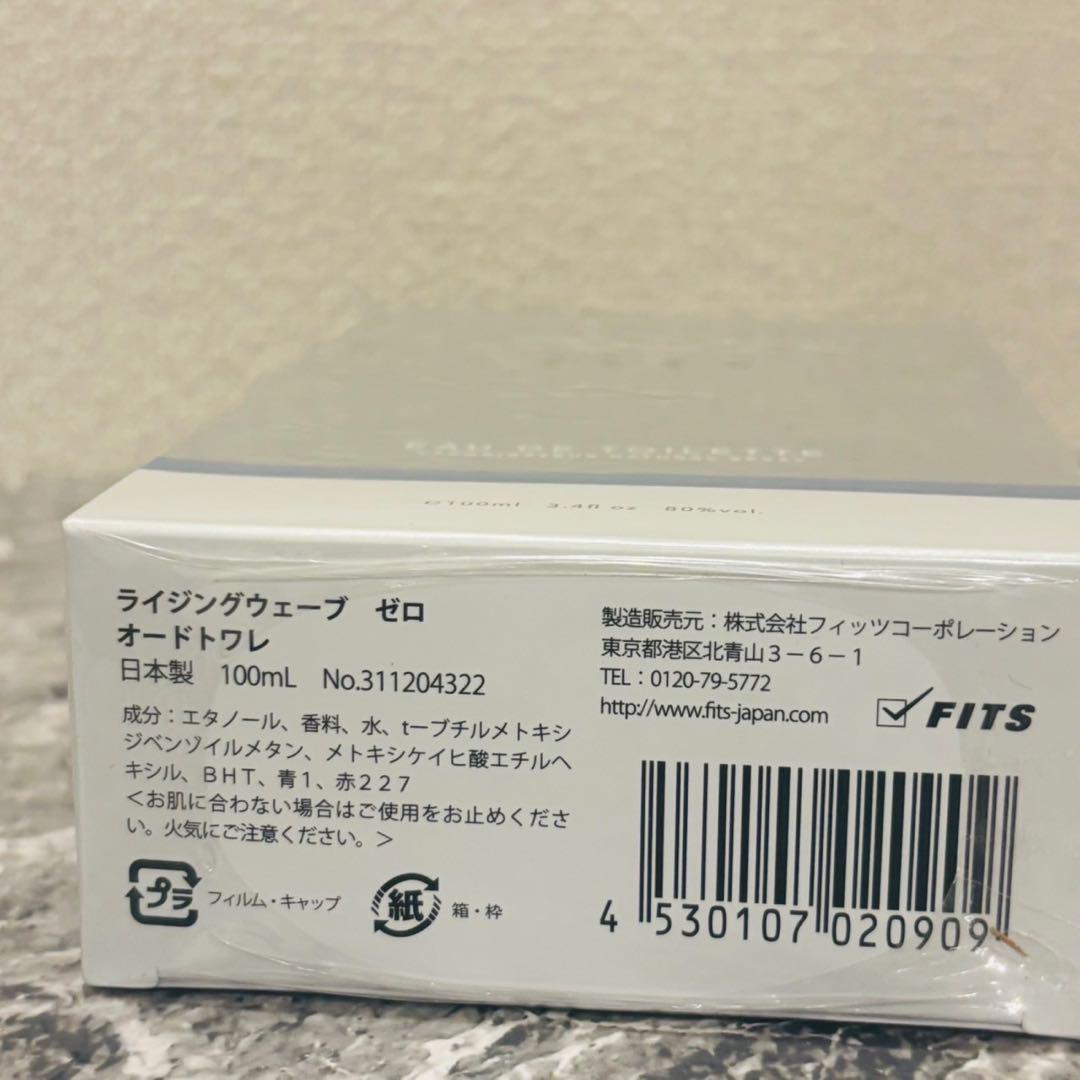 EAU DE TOILETTE
℮100ml 3.4fl oz 80%vol.
ライジングウェーブ ゼロ
オードトワレ
日本製 100mL No.311204322
成分：エタノール、香料、水、t－ブチルメトキシ
ジベンゾイルメタン、メトキシケイヒ酸エチルヘ
キシル、ＢＨＴ、青１、赤２２７
＜お肌に合わない場合はご使用をお止めくださ
い。火気にご注意ください。＞
プラ フィルム・キャップ
紙 箱・枠
製造販売元：株式会社フィッツコーポレーション
東京都港区北青山３－６－１
TEL：0120-79-5772
http://www.fits-japan.com
FITS
4 530107 020909